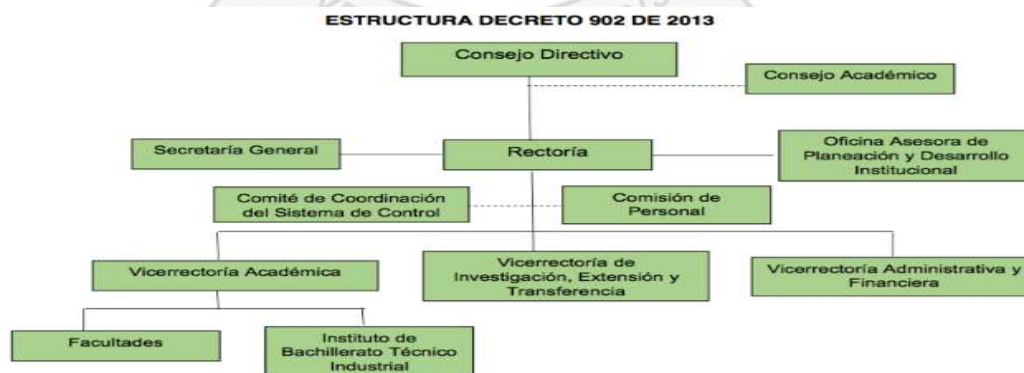 ESTRUCTURA DECRETO 902 DE 2013
Consejo Directivo
Consejo Académico
Secretaría General
Rectoría
Oficina Asesora de
Planeación y Desarrollo
Institucional
Comité de Coordinación
del Sistema de Control
Comisión de
Personal
Vicerrectoría Académica
Vicerrectoría de
Investigación, Extensión y
Transferencia
Vicerrectoría Administrativa y
Financiera
Facultades
Instituto de
Bachillerato Técnico
Industrial